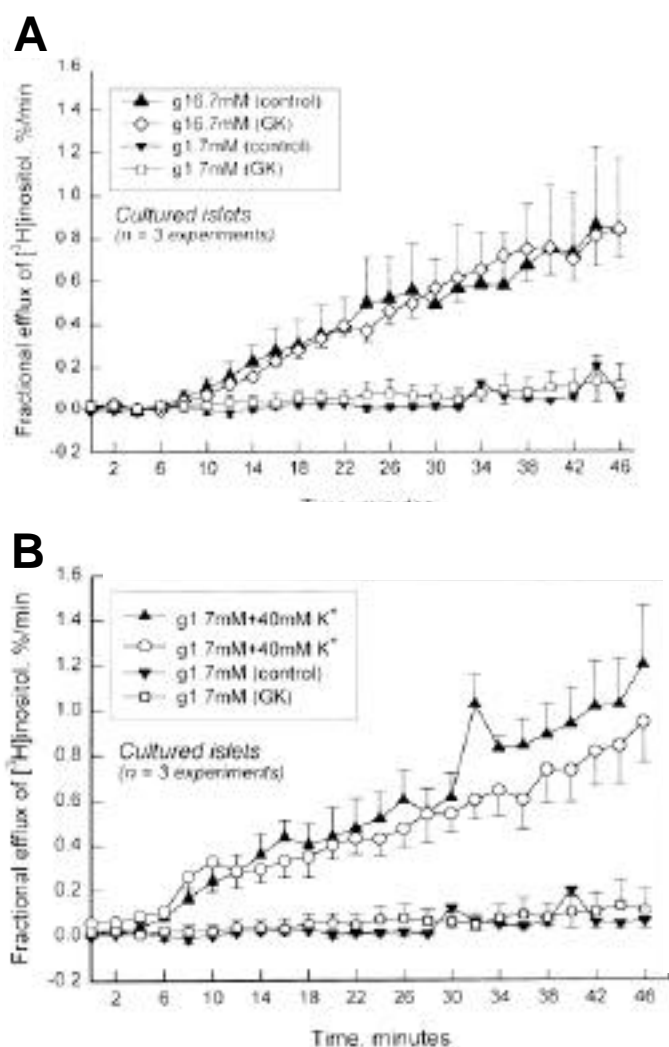 A
1.6
1.4
1.2
1.0
0.8
0.6
0.4
0.2
0.0
-0.2
Fractional efflux of [³H]inositol. %/min
g16.7mM (control)
g16.7mM (GK)
g1.7mM (control)
g1.7mM (GK)
Cultured islets
(n = 3 experiments)
2 6 10 14 18 22 26 30 34 38 42 46
Time, minutes
B
1.6
1.4
1.2
1.0
0.8
0.6
0.4
0.2
0.0
-0.2
Fractional efflux of [³H]inositol. %/min
g1.7mM+40mM K⁺
g1.7mM+40mM K⁺
g1.7mM (control)
g1.7mM (GK)
Cultured islets
(n = 3 experiments)
2 6 10 14 18 22 26 30 34 38 42 46
Time, minutes